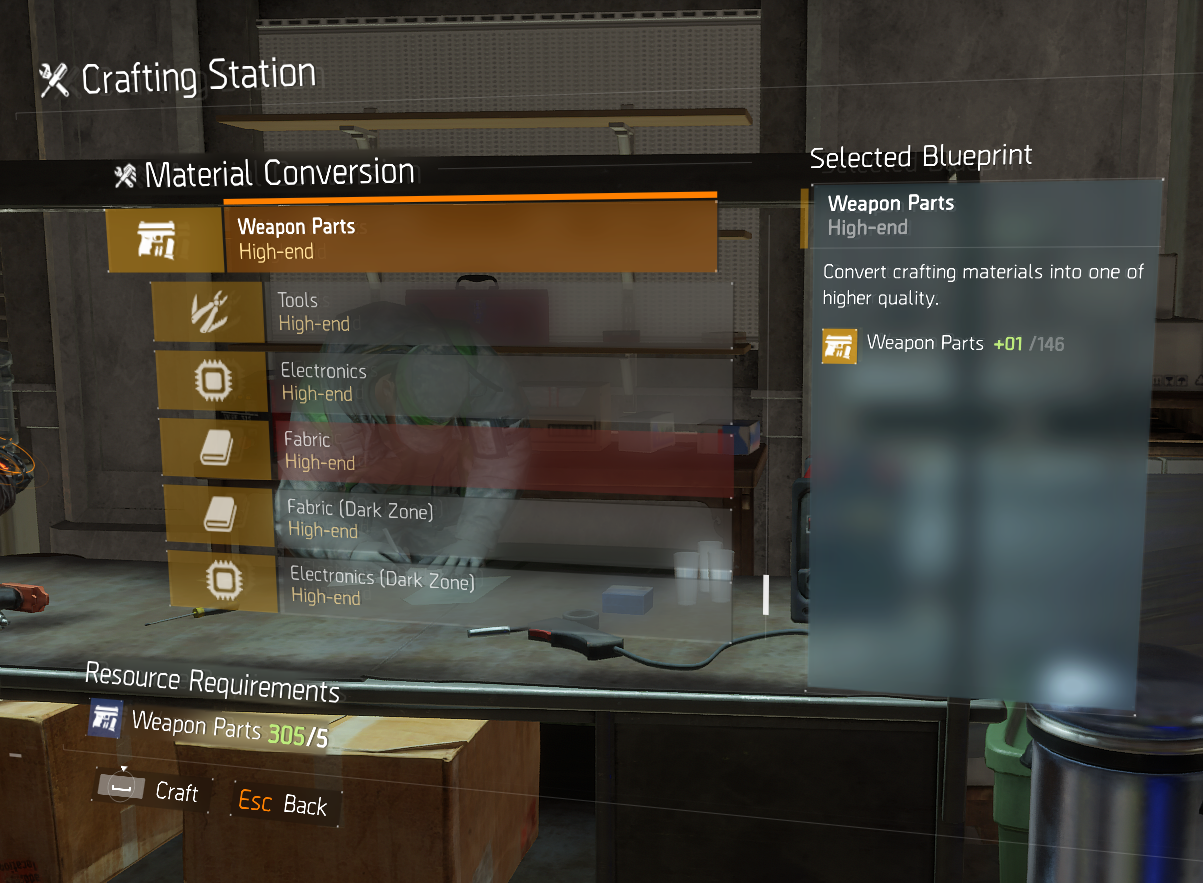 Crafting Station
Material Conversion
Weapon Parts
High-end
Tools
High-end
Electronics
High-end
Fabric
High-end
Fabric (Dark Zone)
High-end
Electronics (Dark Zone)
High-end
Selected Blueprint
Weapon Parts
High-end
Convert crafting materials into one of
higher quality.
Weapon Parts +01 /146
Resource Requirements
Weapon Parts 305/5
Craft
Esc Back